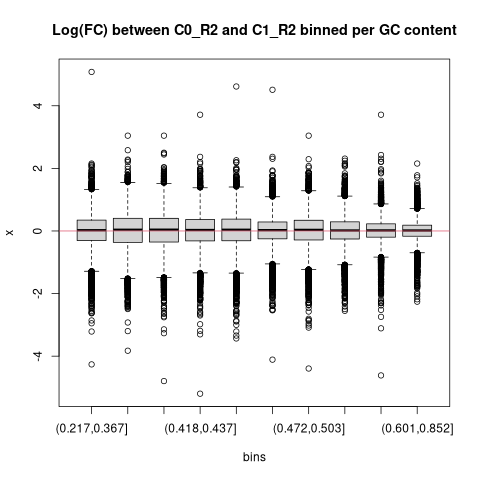 Log(FC) between C0_R2 and C1_R2 binned per GC content
4
2
0
-2
-4
x
(0.217,0.367] (0.418,0.437] (0.472,0.503] (0.601,0.852]
bins